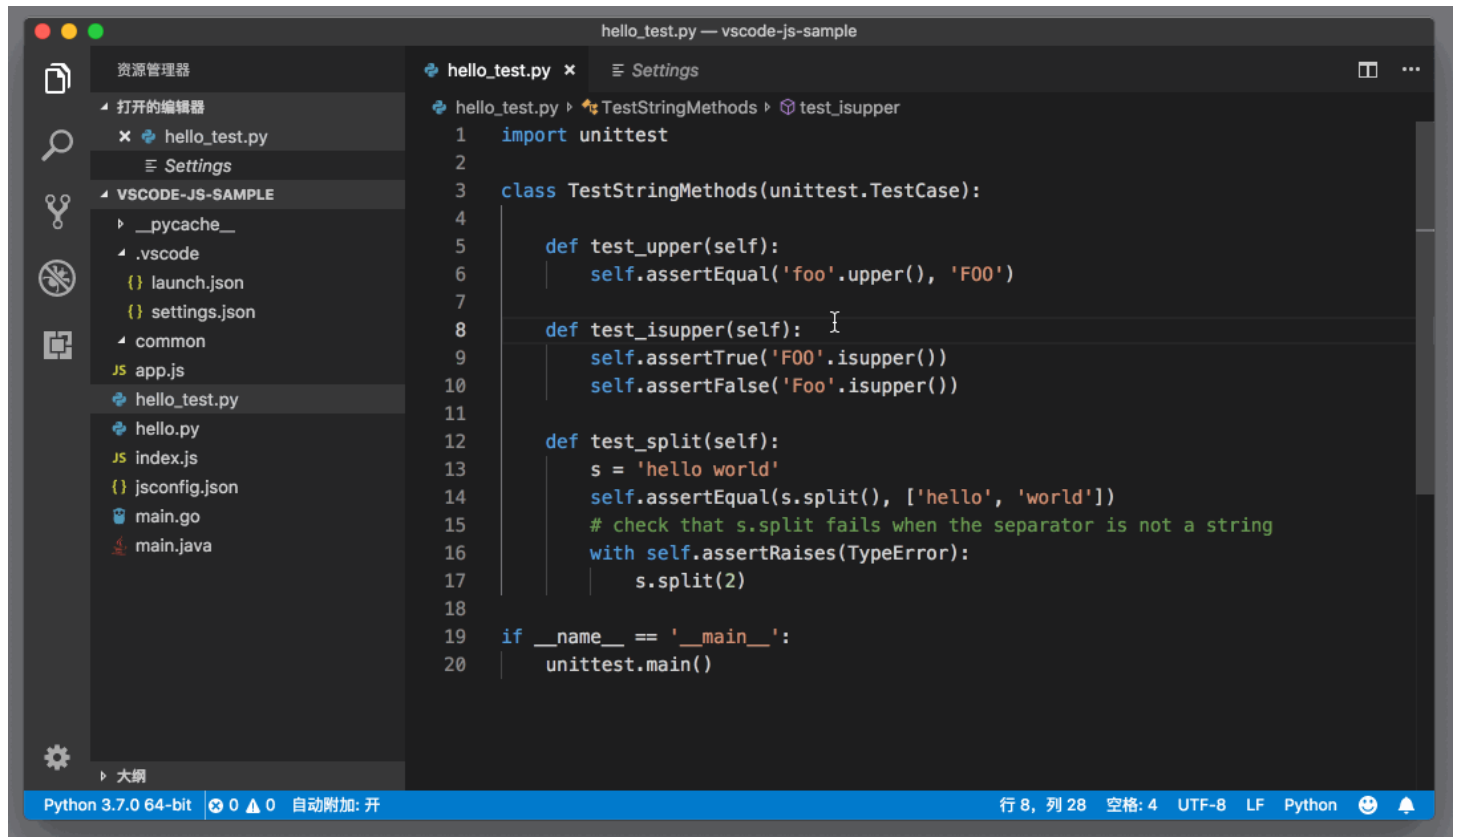 hello_test.py — vscode-js-sample
资源管理器
打开的编辑器
hello_test.py
Settings
VSCODE-JS-SAMPLE
__pycache__
.vscode
{} launch.json
{} settings.json
common
JS app.js
hello_test.py
hello.py
JS index.js
{} jsconfig.json
main.go
main.java
大纲
hello_test.py Settings
hello_test.py TestStringMethods test_isupper
1 import unittest
2
3 class TestStringMethods(unittest.TestCase):
4
5 def test_upper(self):
6 self.assertEqual('foo'.upper(), 'FOO')
7
8 def test_isupper(self):
9 self.assertTrue('FOO'.isupper())
10 self.assertFalse('Foo'.isupper())
11
12 def test_split(self):
13 s = 'hello world'
14 self.assertEqual(s.split(), ['hello', 'world'])
15 # check that s.split fails when the separator is not a string
16 with self.assertRaises(TypeError):
17 s.split(2)
18
19 if __name__ == '__main__':
20 unittest.main()
Python 3.7.0 64-bit 0 0 自动附加: 开 行 8, 列 28 空格: 4 UTF-8 LF Python